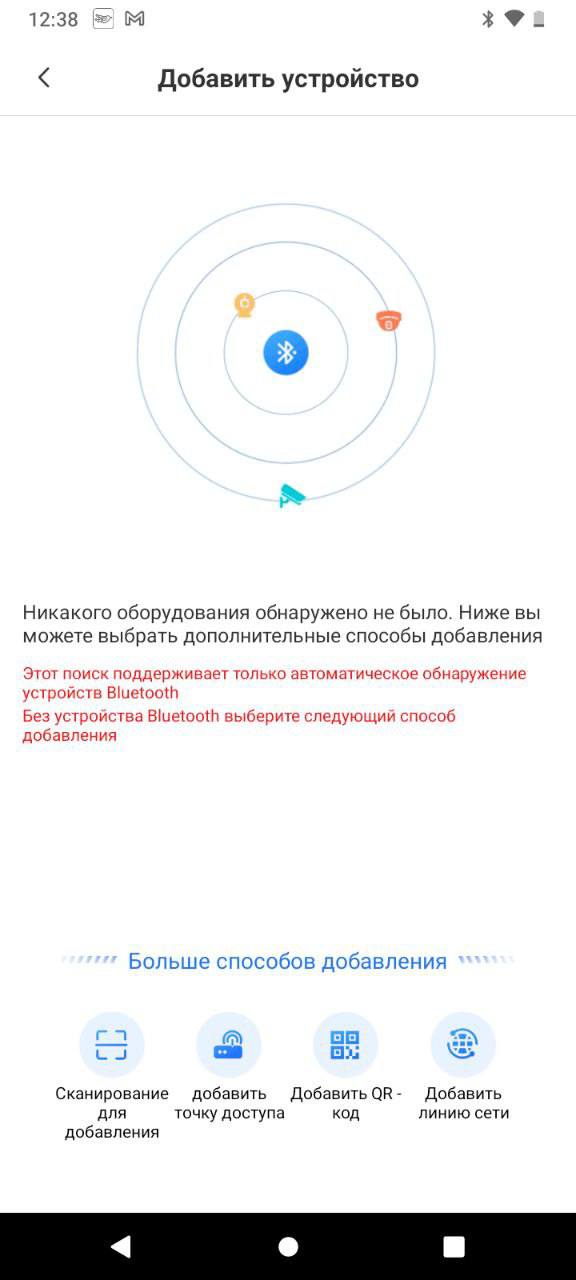 12:38
Добавить устройство
Никакого оборудования обнаружено не было. Ниже вы
можете выбрать дополнительные способы добавления
Этот поиск поддерживает только автоматическое обнаружение
устройств Bluetooth
Без устройства Bluetooth выберите следующий способ
добавления
Больше способов добавления
Сканирование
для
добавления
добавить
точку доступа
Добавить QR -
код
Добавить
линию сети